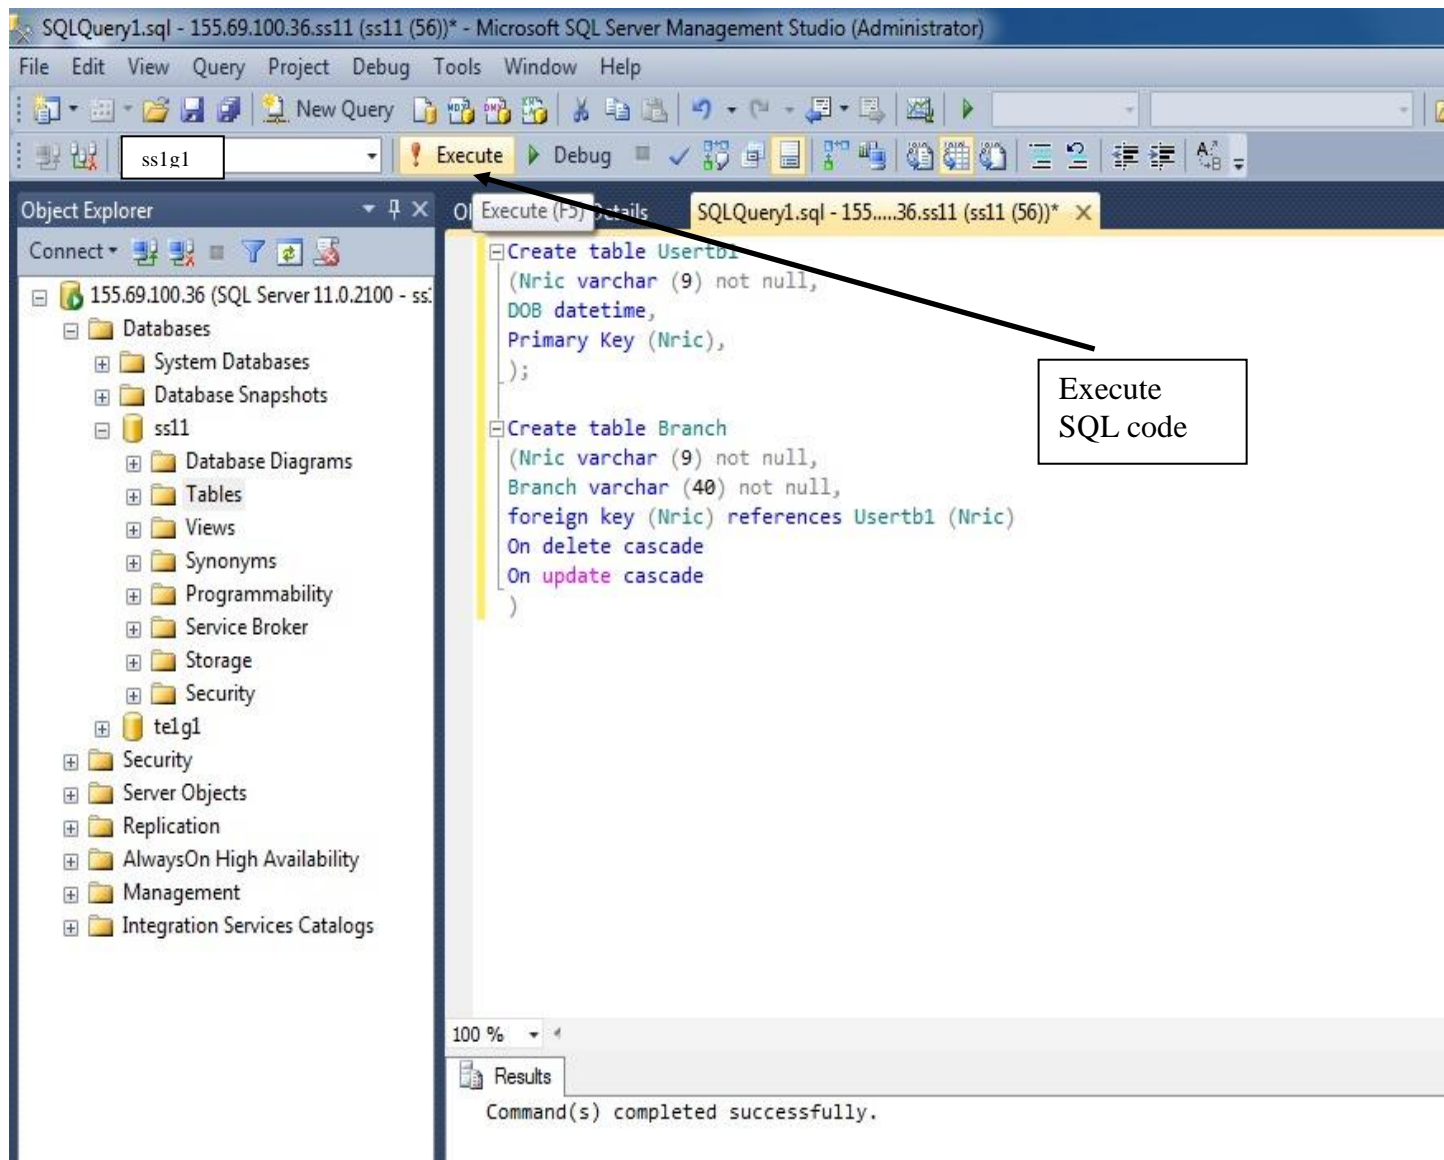 SQLQuery1.sql - 155.69.100.36.ss11 (ss11 (56))* - Microsoft SQL Server Management Studio (Administrator)
File Edit View Query Project Debug Tools Window Help
New Query
ss1g1 Execute Debug
Object Explorer
Execute (F5) Details SQLQuery1.sql - 155.....36.ss11 (ss11 (56))*
Connect
155.69.100.36 (SQL Server 11.0.2100 - ss
Databases
System Databases
Database Snapshots
ss11
Database Diagrams
Tables
Views
Synonyms
Programmability
Service Broker
Storage
Security
te1g1
Security
Server Objects
Replication
AlwaysOn High Availability
Management
Integration Services Catalogs
Create table Usertb1
(Nric varchar (9) not null,
DOB datetime,
Primary Key (Nric),
);
Create table Branch
(Nric varchar (9) not null,
Branch varchar (40) not null,
foreign key (Nric) references Usertb1 (Nric)
On delete cascade
On update cascade
)
Execute
SQL code
100 %
Results
Command(s) completed successfully.